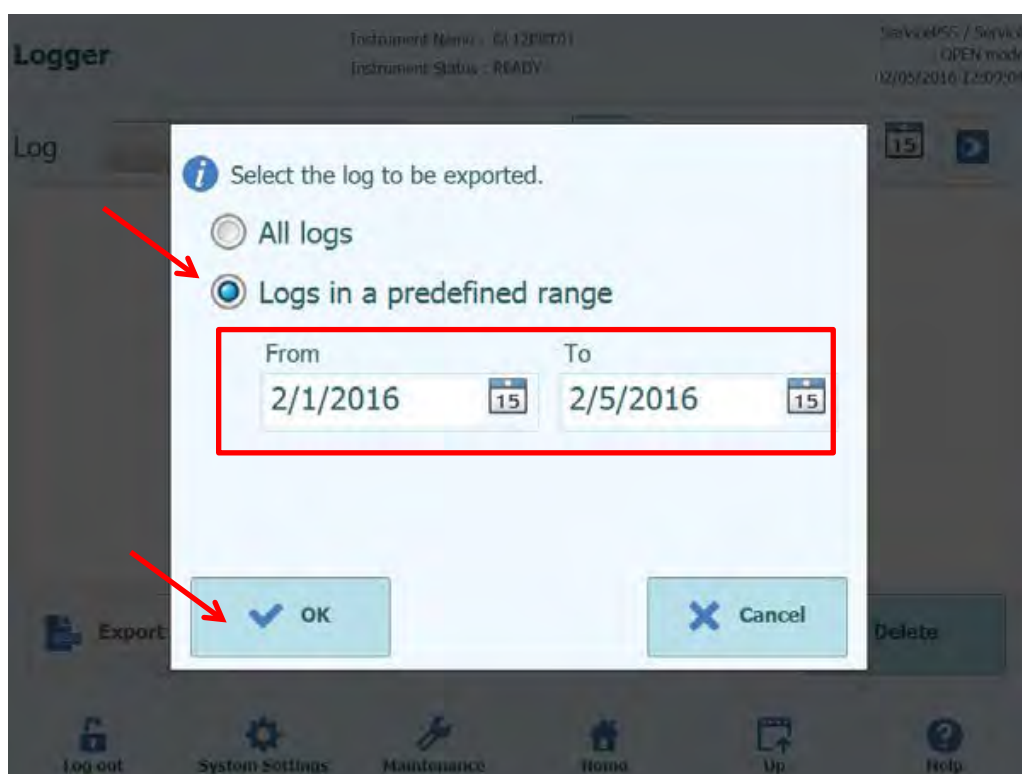 Logger
Instrument Status : READY
OPEN mode
Log
15
Select the log to be exported.
All logs
Logs in a predefined range
From To
2/1/2016 15 2/5/2016 15
OK Cancel
Export Delete
Log out System Settings Maintenance Home Up Help